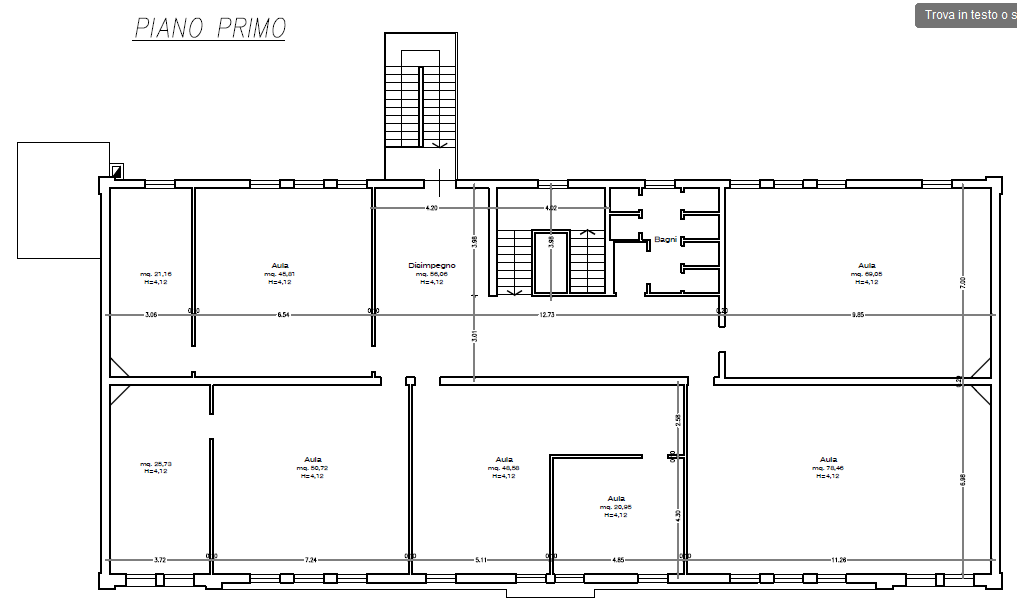 PIANO PRIMO
Trova in testo o s
4.20
4.02
3.98
3.98
Bagni
mq. 21,16
H=4,12
Aula
mq. 45,81
H=4,12
Disimpegno
mq. 56,06
H=4,12
Aula
mq. 69,05
H=4,12
7.00
3.06
6.54
12.73
9.85
3.01
2.58
mq. 25,73
H=4,12
Aula
mq. 50,72
H=4,12
Aula
mq. 48,58
H=4,12
Aula
mq. 20,95
H=4,12
Aula
mq. 78,46
H=4,12
6.98
4.30
3.72
7.24
5.11
4.85
11.26